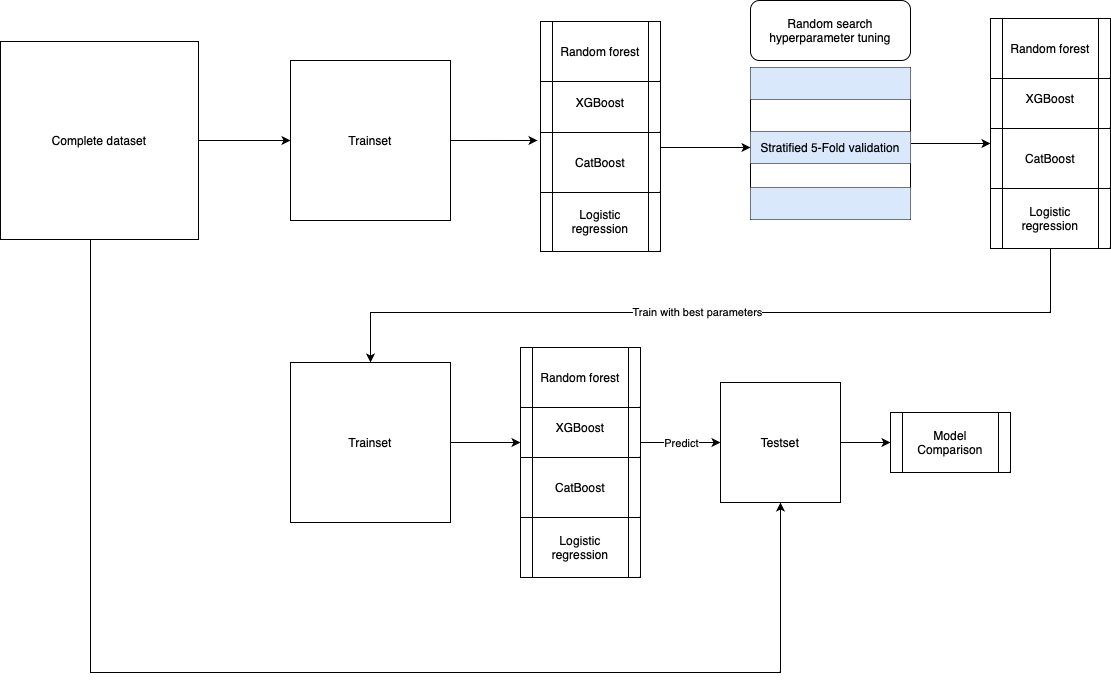 Complete dataset
Trainset
Random forest
XGBoost
CatBoost
Logistic
regression
Random search
hyperparameter tuning
Stratified 5-Fold validation
Random forest
XGBoost
CatBoost
Logistic
regression
Train with best parameters
Trainset
Random forest
XGBoost
CatBoost
Logistic
regression
Predict
Testset
Model
Comparison